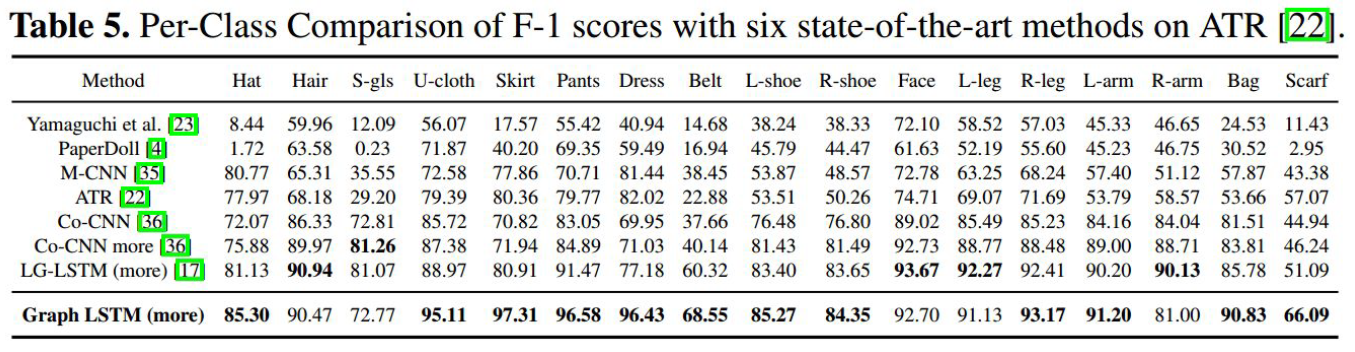 Table 5. Per-Class Comparison of F-1 scores with six state-of-the-art methods on ATR [22].
Method Hat Hair S-gls U-cloth Skirt Pants Dress Belt L-shoe R-shoe Face L-leg R-leg L-arm R-arm Bag Scarf
Yamaguchi et al. [23] 8.44 59.96 12.09 56.07 17.57 55.42 40.94 14.68 38.24 38.33 72.10 58.52 57.03 45.33 46.65 24.53 11.43
PaperDoll [4] 1.72 63.58 0.23 71.87 40.20 69.35 59.49 16.94 45.79 44.47 61.63 52.19 55.60 45.23 46.75 30.52 2.95
M-CNN [35] 80.77 65.31 35.55 72.58 77.86 70.71 81.44 38.45 53.87 48.57 72.78 63.25 68.24 57.40 51.12 57.87 43.38
ATR [22] 77.97 68.18 29.20 79.39 80.36 79.77 82.02 22.88 53.51 50.26 74.71 69.07 71.69 53.79 58.57 53.66 57.07
Co-CNN [36] 72.07 86.33 72.81 85.72 70.82 83.05 69.95 37.66 76.48 76.80 89.02 85.49 85.23 84.16 84.04 81.51 44.94
Co-CNN more [36] 75.88 89.97 81.26 87.38 71.94 84.89 71.03 40.14 81.43 81.49 92.73 88.77 88.48 89.00 88.71 83.81 46.24
LG-LSTM (more) [17] 81.13 90.94 81.07 88.97 80.91 91.47 77.18 60.32 83.40 83.65 93.67 92.27 92.41 90.20 90.13 85.78 51.09
Graph LSTM (more) 85.30 90.47 72.77 95.11 97.31 96.58 96.43 68.55 85.27 84.35 92.70 91.13 93.17 91.20 81.00 90.83 66.09